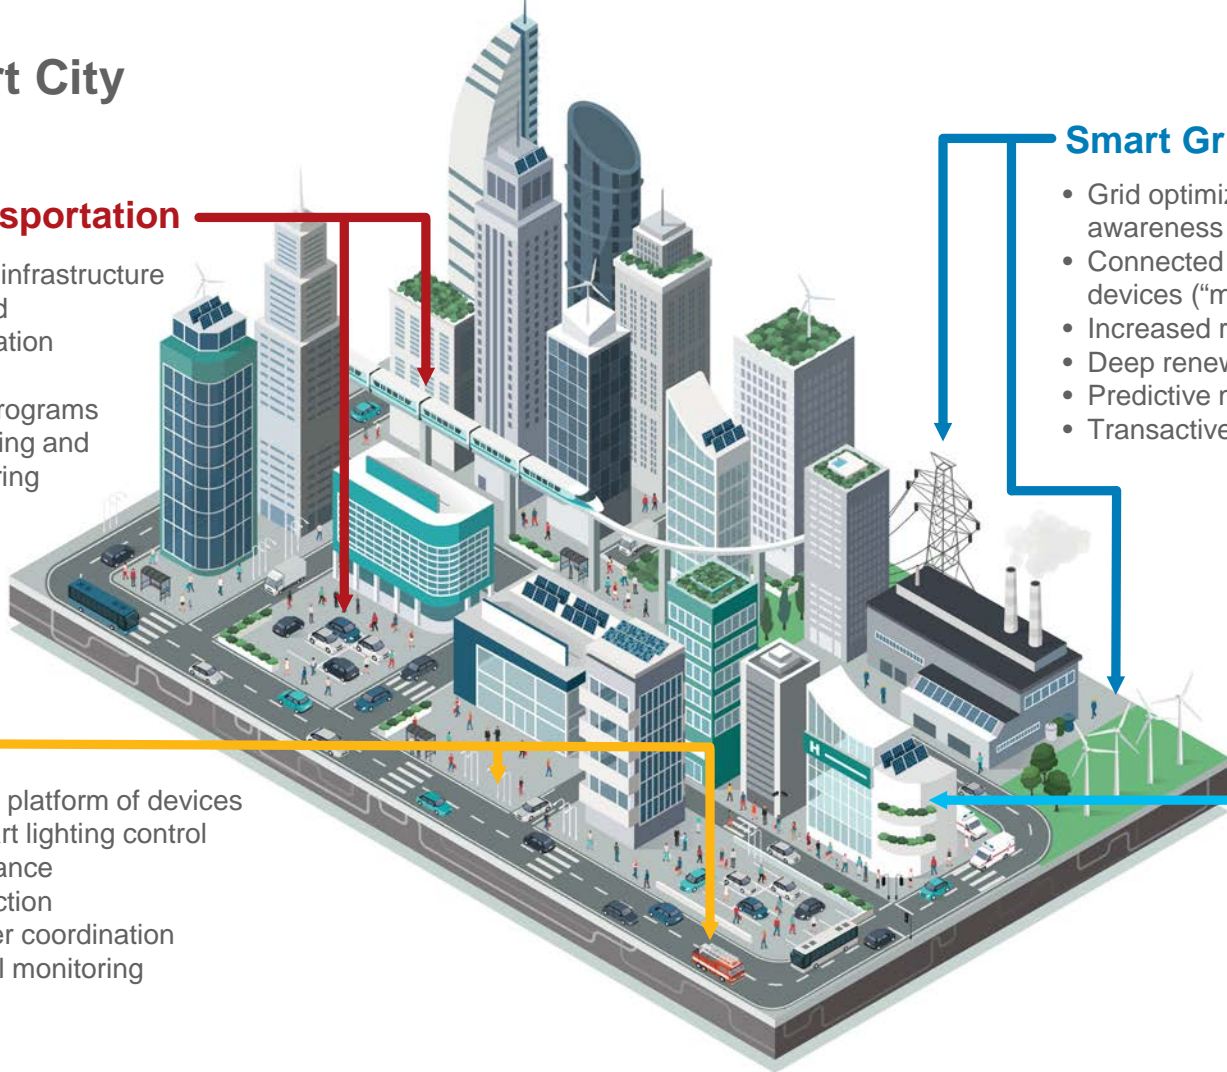 rt City
nsportation
infrastructure
d
ation
rograms
ing and
ring
Smart Gr
• Grid optimiz
awareness
• Connected
devices (“m
• Increased r
• Deep renew
• Predictive r
• Transactive
H
platform of devices
rt lighting control
ance
ction
er coordination
l monitoring